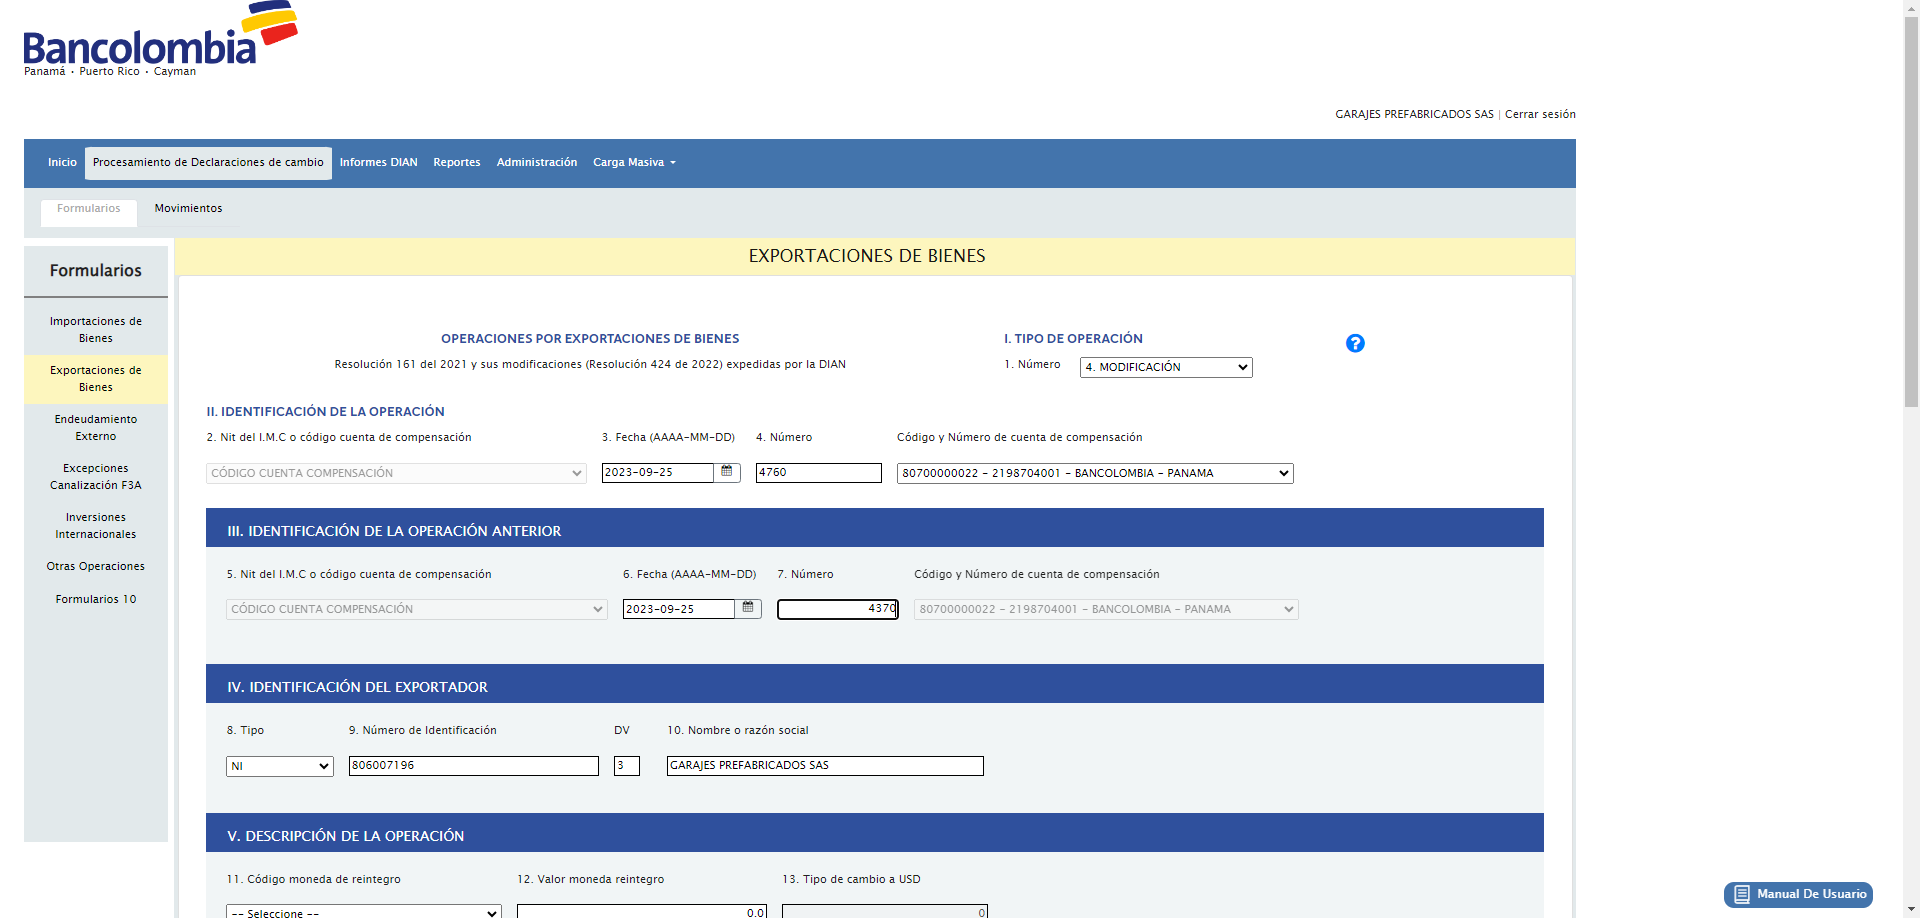 Bancolombia
Panamá • Puerto Rico • Cayman
GARAJES PREFABRICADOS SAS | Cerrar sesión
Inicio Procesamiento de Declaraciones de cambio Informes DIAN Reportes Administración Carga Masiva
Formularios Movimientos
Formularios
Importaciones de
Bienes
Exportaciones de
Bienes
Endeudamiento
Externo
Excepciones
Canalización F3A
Inversiones
Internacionales
Otras Operaciones
Formularios 10
EXPORTACIONES DE BIENES
OPERACIONES POR EXPORTACIONES DE BIENES
Resolución 161 del 2021 y sus modificaciones (Resolución 424 de 2022) expedidas por la DIAN
I. TIPO DE OPERACIÓN
1. Número 4. MODIFICACIÓN
?
II. IDENTIFICACIÓN DE LA OPERACIÓN
2. Nit del I.M.C o código cuenta de compensación 3. Fecha (AAAA-MM-DD) 4. Número Código y Número de cuenta de compensación
CÓDIGO CUENTA COMPENSACIÓN 2023-09-25 4760 80700000022 - 2198704001 - BANCOLOMBIA - PANAMA
III. IDENTIFICACIÓN DE LA OPERACIÓN ANTERIOR
5. Nit del I.M.C o código cuenta de compensación 6. Fecha (AAAA-MM-DD) 7. Número Código y Número de cuenta de compensación
CÓDIGO CUENTA COMPENSACIÓN 2023-09-25 4370 80700000022 - 2198704001 - BANCOLOMBIA - PANAMA
IV. IDENTIFICACIÓN DEL EXPORTADOR
8. Tipo 9. Número de Identificación DV 10. Nombre o razón social
NI 806007196 3 GARAJES PREFABRICADOS SAS
V. DESCRIPCIÓN DE LA OPERACIÓN
11. Código moneda de reintegro 12. Valor moneda reintegro 13. Tipo de cambio a USD
-- Seleccione -- 0.0 0
Manual De Usuario